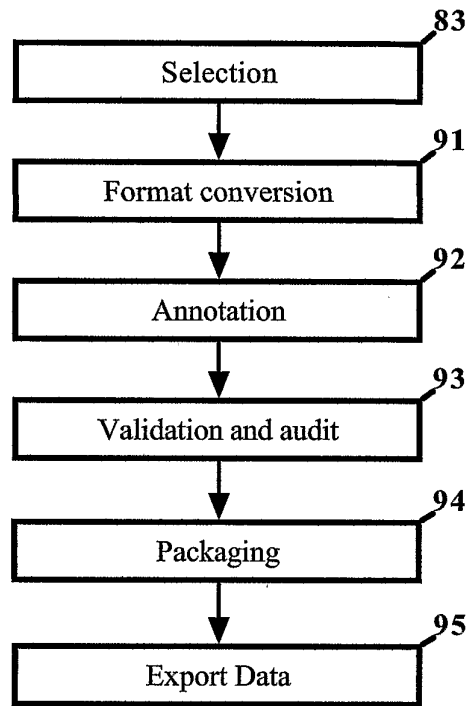 83
Selection
91
Format conversion
92
Annotation
93
Validation and audit
94
Packaging
95
Export Data